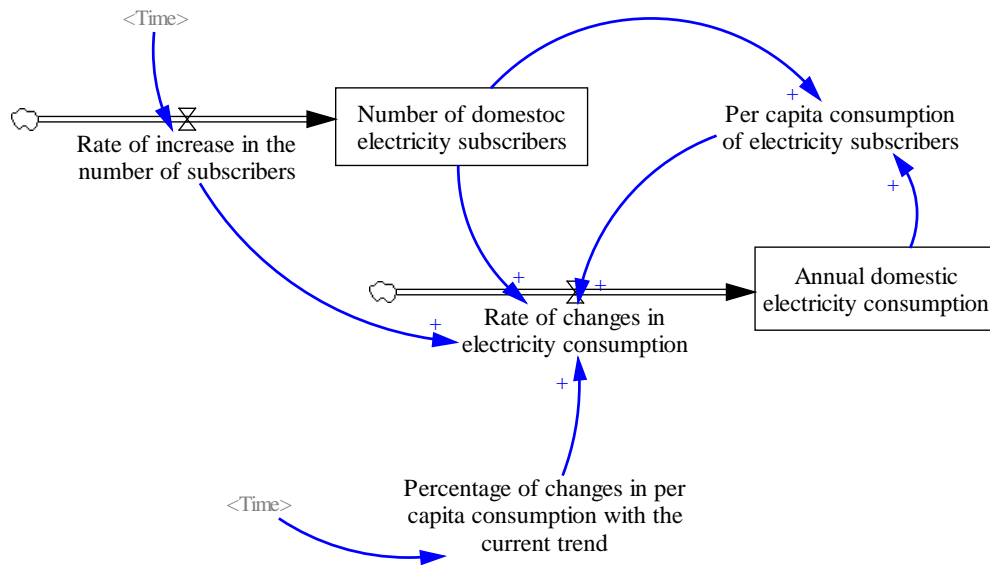 <Time>
Number of domestoc
electricity subscribers
+
Per capita consumption
of electricity subscribers
Rate of increase in the
number of subscribers
+
+
+
Annual domestic
electricity consumption
Rate of changes in
electricity consumption
+
+
Percentage of changes in per
capita consumption with the
current trend
<Time>